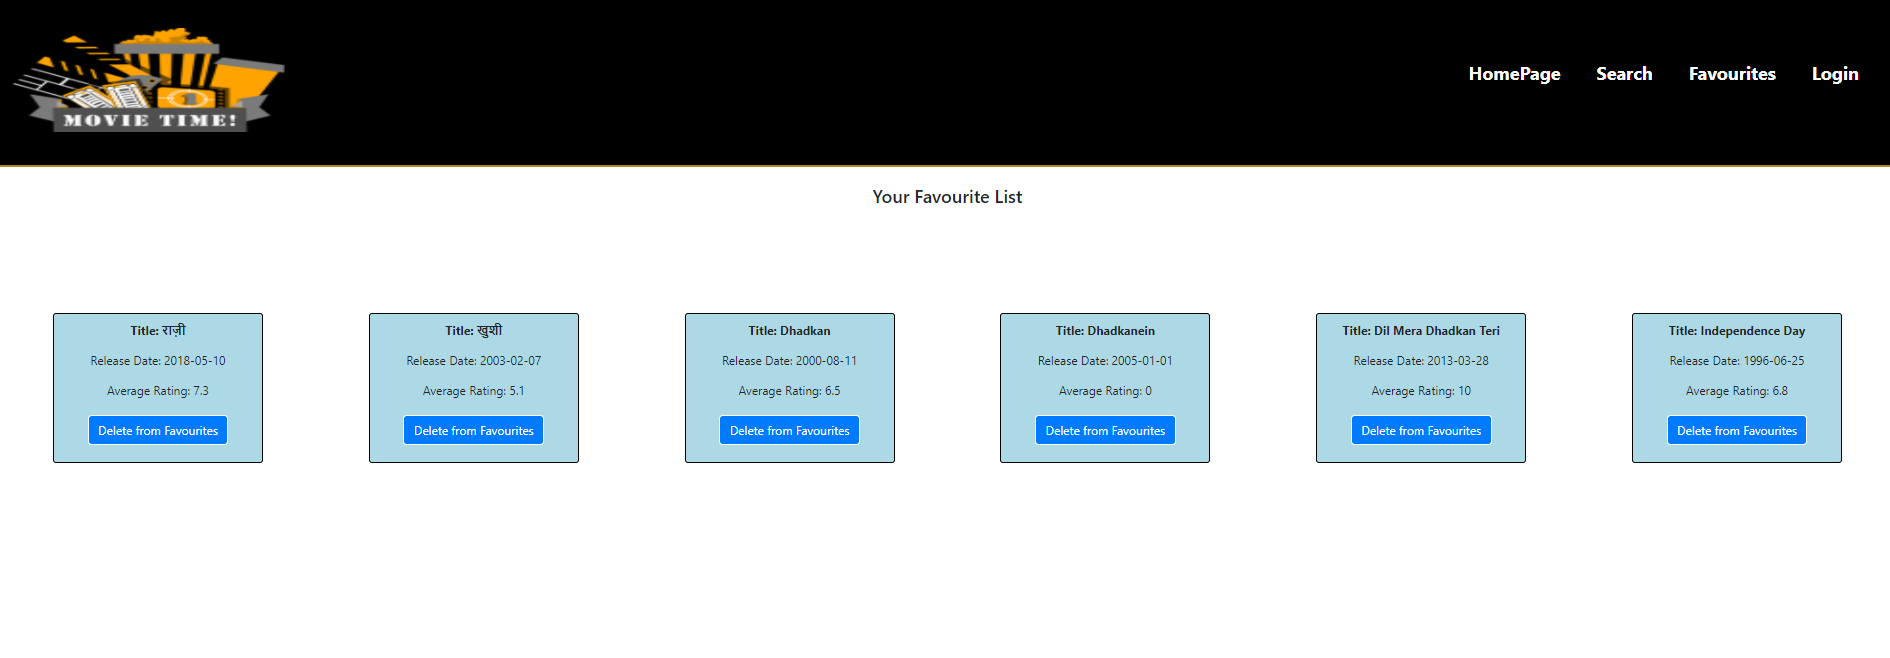 MOVIE TIME!
HomePage Search Favourites Login
Your Favourite List
Title: राज़ी
Release Date: 2018-05-10
Average Rating: 7.3
Delete from Favourites
Title: खुशी
Release Date: 2003-02-07
Average Rating: 5.1
Delete from Favourites
Title: Dhadkan
Release Date: 2000-08-11
Average Rating: 6.5
Delete from Favourites
Title: Dhadkanein
Release Date: 2005-01-01
Average Rating: 0
Delete from Favourites
Title: Dil Mera Dhadkan Teri
Release Date: 2013-03-28
Average Rating: 10
Delete from Favourites
Title: Independence Day
Release Date: 1996-06-25
Average Rating: 6.8
Delete from Favourites